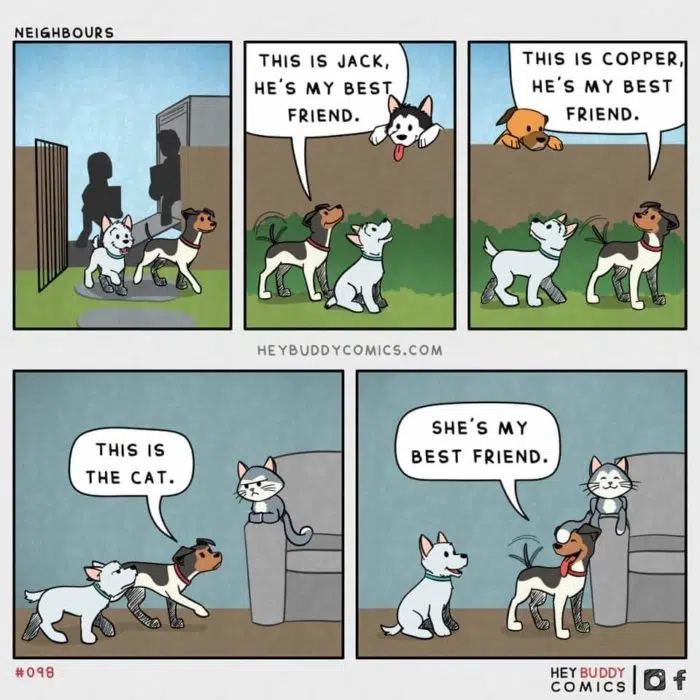 NEIGHBOURS
THIS IS JACK,
HE'S MY BEST
FRIEND.
THIS IS COPPER,
HE'S MY BEST
FRIEND.
HEYBUDDYCOMICS.COM
THIS IS
THE CAT.
SHE'S MY
BEST FRIEND.
#098
HEY BUDDY
COMICS